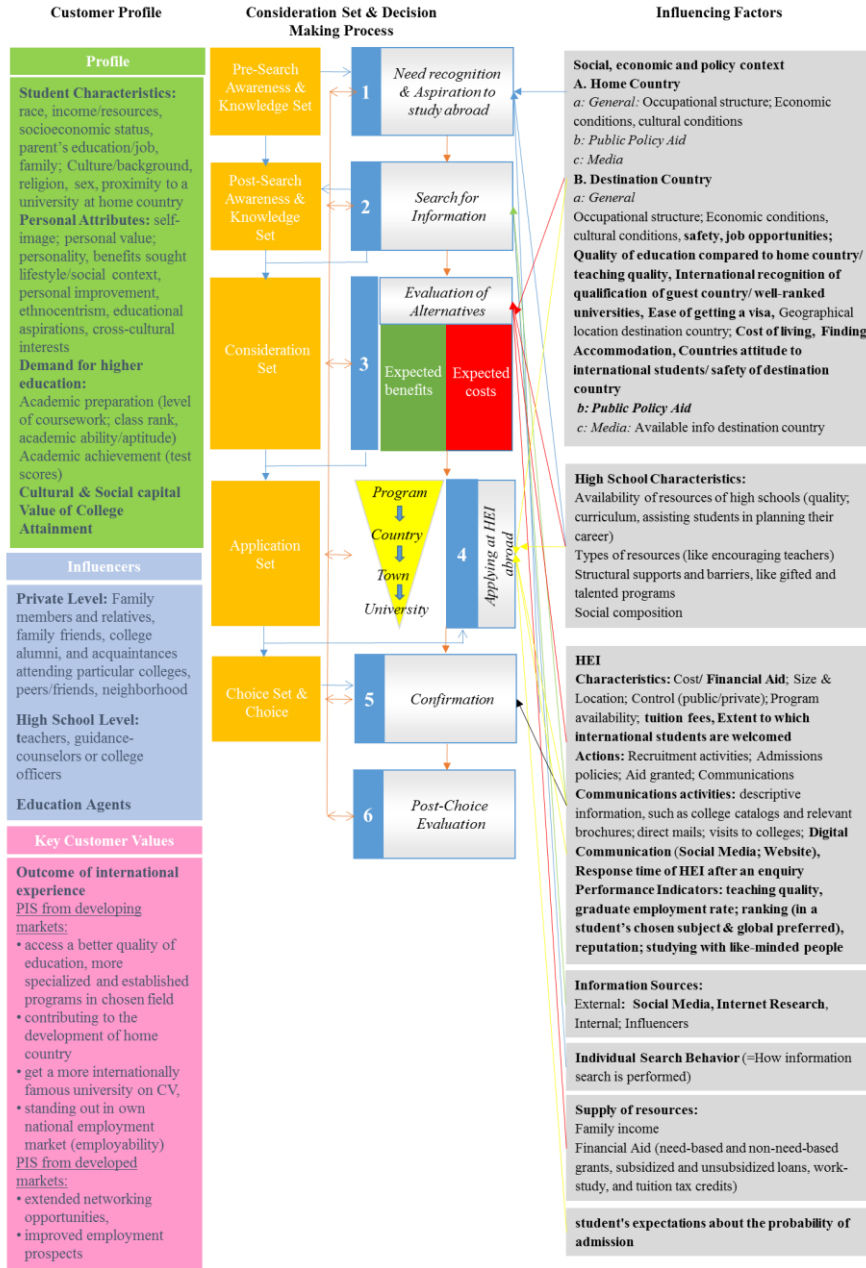 Customer Profile
Consideration Set & Decision
Making Process
Influencing Factors
Profile
Student Characteristics:
race, income/resources,
socioeconomic status,
parent's education/job,
family; Culture/background,
religion, sex, proximity to a
university at home country
Personal Attributes: self-
image; personal value;
personality, benefits sought
lifestyle/social context,
personal improvement,
ethnocentrism, educational
aspirations, cross-cultural
interests
Demand for higher
education:
Academic preparation (level
of coursework; class rank,
academic ability/aptitude)
Academic achievement (test
scores)
Cultural & Social capital
Value of College
Attainment
Influencers
Private Level: Family
members and relatives,
family friends, college
alumni, and acquaintances
attending particular colleges,
peers/friends, neighborhood
High School Level:
teachers, guidance-
counselors or college
officers
Education Agents
Key Customer Values
Outcome of international
experience
PIS from developing
markets:
• access a better quality of
education, more
specialized and established
programs in chosen field
• contributing to the
development of home
country
• get a more internationally
famous university on CV,
• standing out in own
national employment
market (employability)
PIS from developed
markets:
• extended networking
opportunities,
• improved employment
prospects
Pre-Search
Awareness &
Knowledge Set
Post-Search
Awareness &
Knowledge
Set
Consideration
Set
Application
Set
Choice Set &
Choice
1
Need recognition
& Aspiration to
study abroad
2
Search for
Information
3
Evaluation of
Alternatives
Expected
benefits
Expected
costs
Program
Country
Town
University
4
Applying at HEI
abroad
5
Confirmation
6
Post-Choice
Evaluation
Social, economic and policy context
A. Home Country
a: General: Occupational structure; Economic
conditions, cultural conditions
b: Public Policy Aid
c: Media
B. Destination Country
a: General
Occupational structure; Economic conditions,
cultural conditions, safety, job opportunities;
Quality of education compared to home country/
teaching quality, International recognition of
qualification of guest country/ well-ranked
universities, Ease of getting a visa, Geographical
location destination country; Cost of living, Finding
Accommodation, Countries attitude to
international students/ safety of destination
country
b: Public Policy Aid
c: Media: Available info destination country
High School Characteristics:
Availability of resources of high schools (quality;
curriculum, assisting students in planning their
career)
Types of resources (like encouraging teachers)
Structural supports and barriers, like gifted and
talented programs
Social composition
HEI
Characteristics: Cost/ Financial Aid; Size &
Location; Control (public/private); Program
availability; tuition fees, Extent to which
international students are welcomed
Actions: Recruitment activities; Admissions
policies; Aid granted; Communications
Communications activities: descriptive
information, such as college catalogs and relevant
brochures; direct mails; visits to colleges; Digital
Communication (Social Media; Website),
Response time of HEI after an enquiry
Performance Indicators: teaching quality,
graduate employment rate; ranking (in a
student's chosen subject & global preferred),
reputation; studying with like-minded people
Information Sources:
External: Social Media, Internet Research,
Internal; Influencers
Individual Search Behavior (=How information
search is performed)
Supply of resources:
Family income
Financial Aid (need-based and non-need-based
grants, subsidized and unsubsidized loans, work-
study, and tuition tax credits)
student's expectations about the probability of
admission